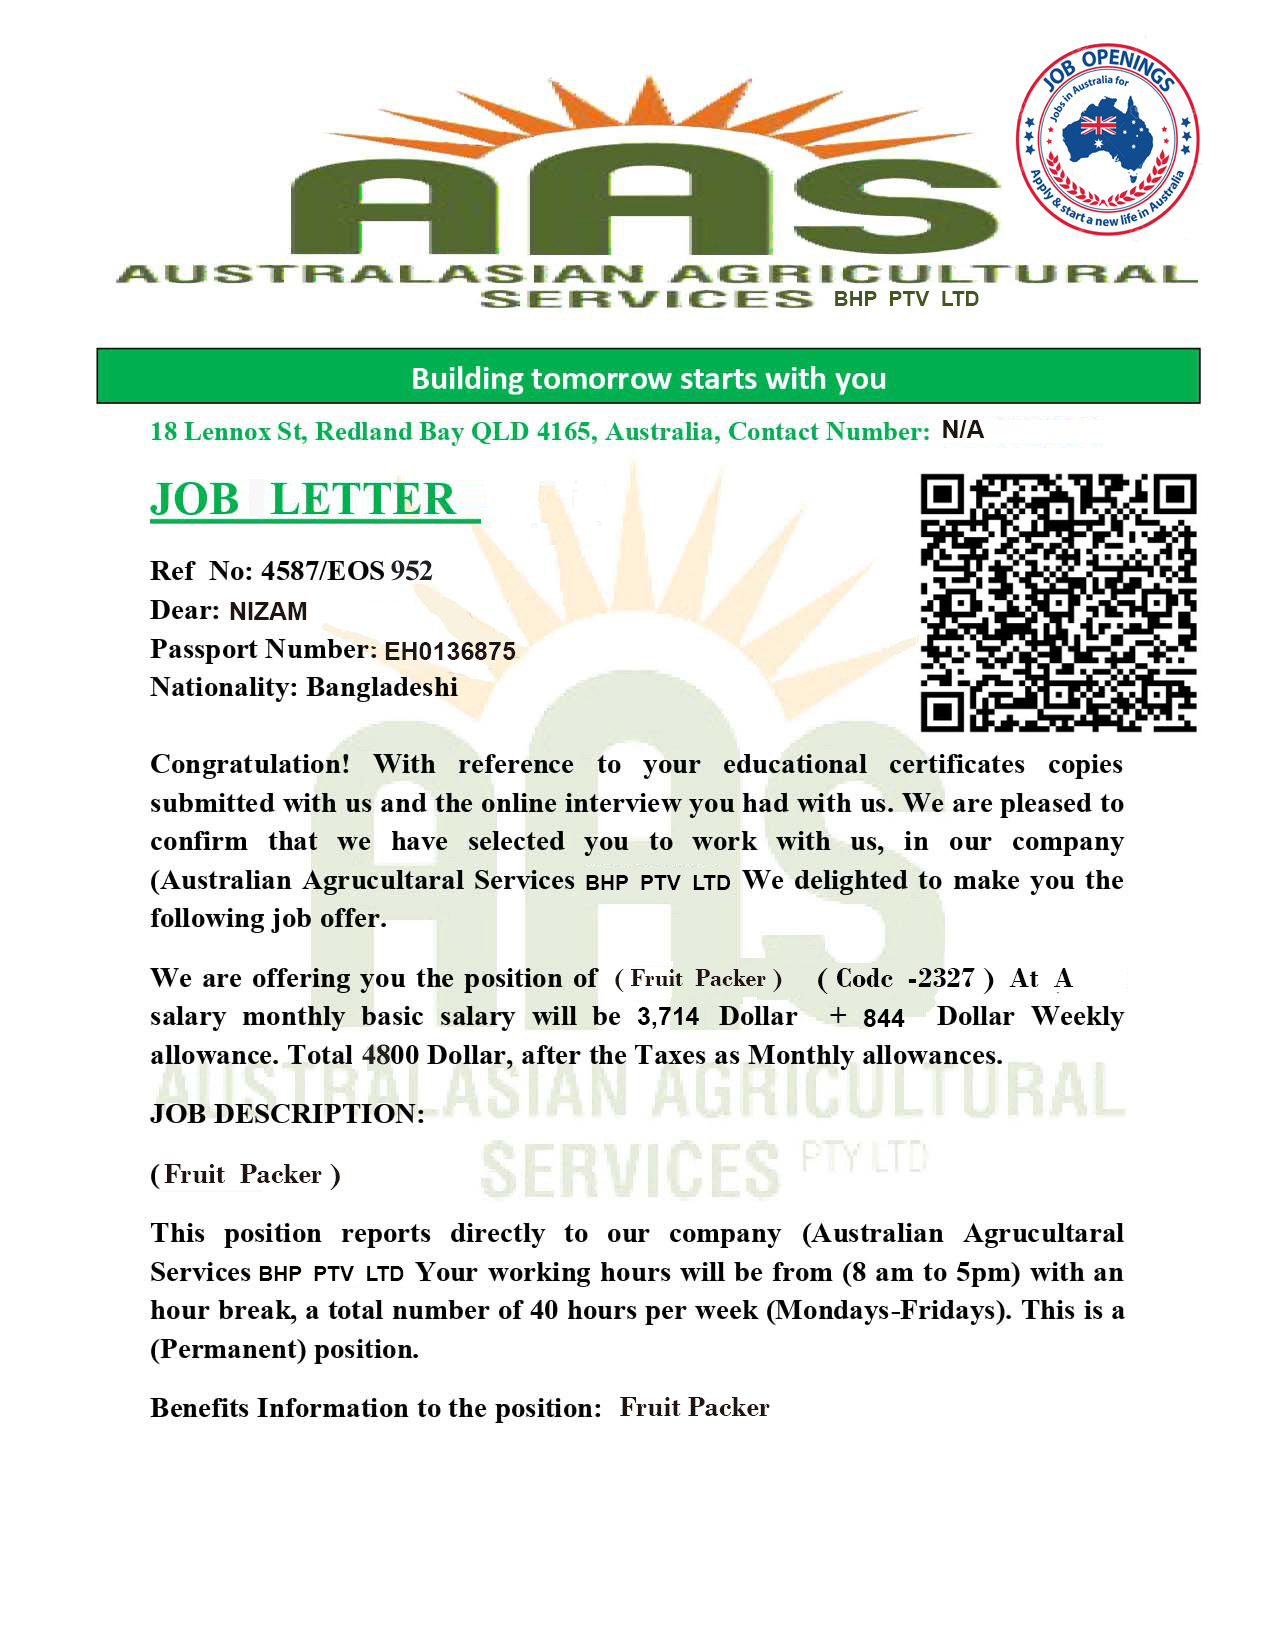 JOB OPENINGS
Jobs in Australia for
Apply & start a new life in Australia
AAS
AUSTRALASIAN AGRICULTURAL
SERVICES BHP PTV LTD
Building tomorrow starts with you
18 Lennox St, Redland Bay QLD 4165, Australia, Contact Number: N/A
JOB LETTER
Ref No: 4587/EOS 952
Dear: NIZAM
Passport Number: EH0136875
Nationality: Bangladeshi
Congratulation! With reference to your educational certificates copies
submitted with us and the online interview you had with us. We are pleased to
confirm that we have selected you to work with us, in our company
(Australian Agrucultaral Services BHP PTV LTD We delighted to make you the
following job offer.
We are offering you the position of ( Fruit Packer ) ( Codc -2327 ) At A
salary monthly basic salary will be 3,714 Dollar + 844 Dollar Weekly
allowance. Total 4800 Dollar, after the Taxes as Monthly allowances.
JOB DESCRIPTION:
( Fruit Packer )
This position reports directly to our company (Australian Agrucultaral
Services BHP PTV LTD Your working hours will be from (8 am to 5pm) with an
hour break, a total number of 40 hours per week (Mondays-Fridays). This is a
(Permanent) position.
Benefits Information to the position: Fruit Packer
AAS
AUSTRALASIAN AGRICULTURAL
SERVICES PTY LTD